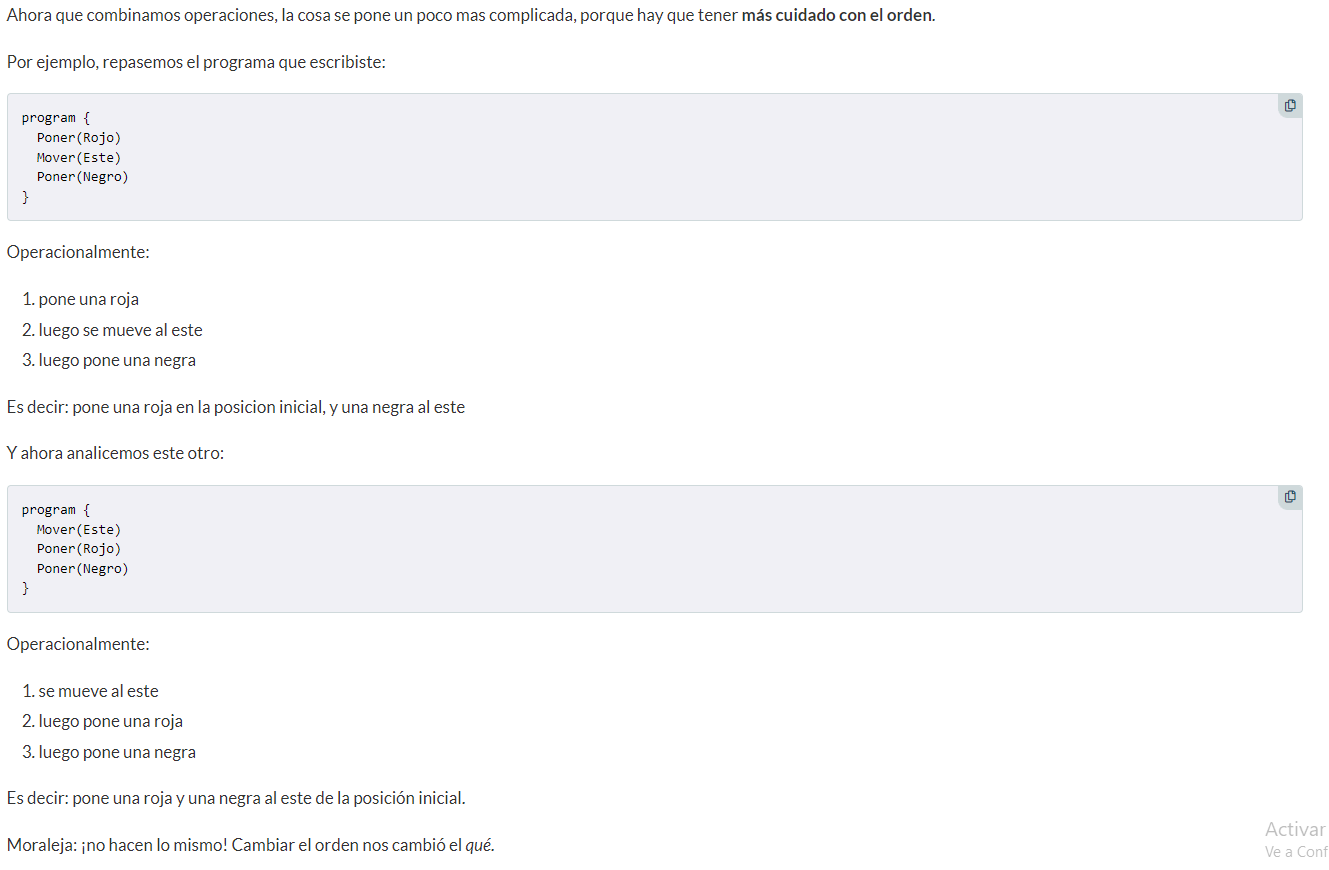 Ahora que combinamos operaciones, la cosa se pone un poco mas complicada, porque hay que tener más cuidado con el orden.
Por ejemplo, repasemos el programa que escribiste:
program {
  Poner(Rojo)
  Mover(Este)
  Poner(Negro)
}
Operacionalmente:
1. pone una roja
2. luego se mueve al este
3. luego pone una negra
Es decir: pone una roja en la posicion inicial, y una negra al este
Y ahora analicemos este otro:
program {
  Mover(Este)
  Poner(Rojo)
  Poner(Negro)
}
Operacionalmente:
1. se mueve al este
2. luego pone una roja
3. luego pone una negra
Es decir: pone una roja y una negra al este de la posición inicial.
Moraleja: ¡no hacen lo mismo! Cambiar el orden nos cambió el qué.
Activar
Ve a Conf